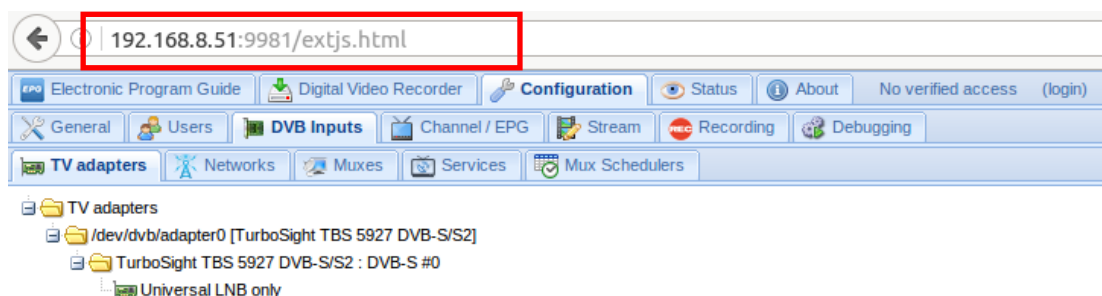 192.168.8.51:9981/extjs.html
EPG Electronic Program Guide Digital Video Recorder Configuration Status About No verified access (login)
General Users DVB Inputs Channel / EPG Stream REC Recording Debugging
TV adapters Networks Muxes Services Mux Schedulers
TV adapters
/dev/dvb/adapter0 [TurboSight TBS 5927 DVB-S/S2]
TurboSight TBS 5927 DVB-S/S2 : DVB-S #0
Universal LNB only